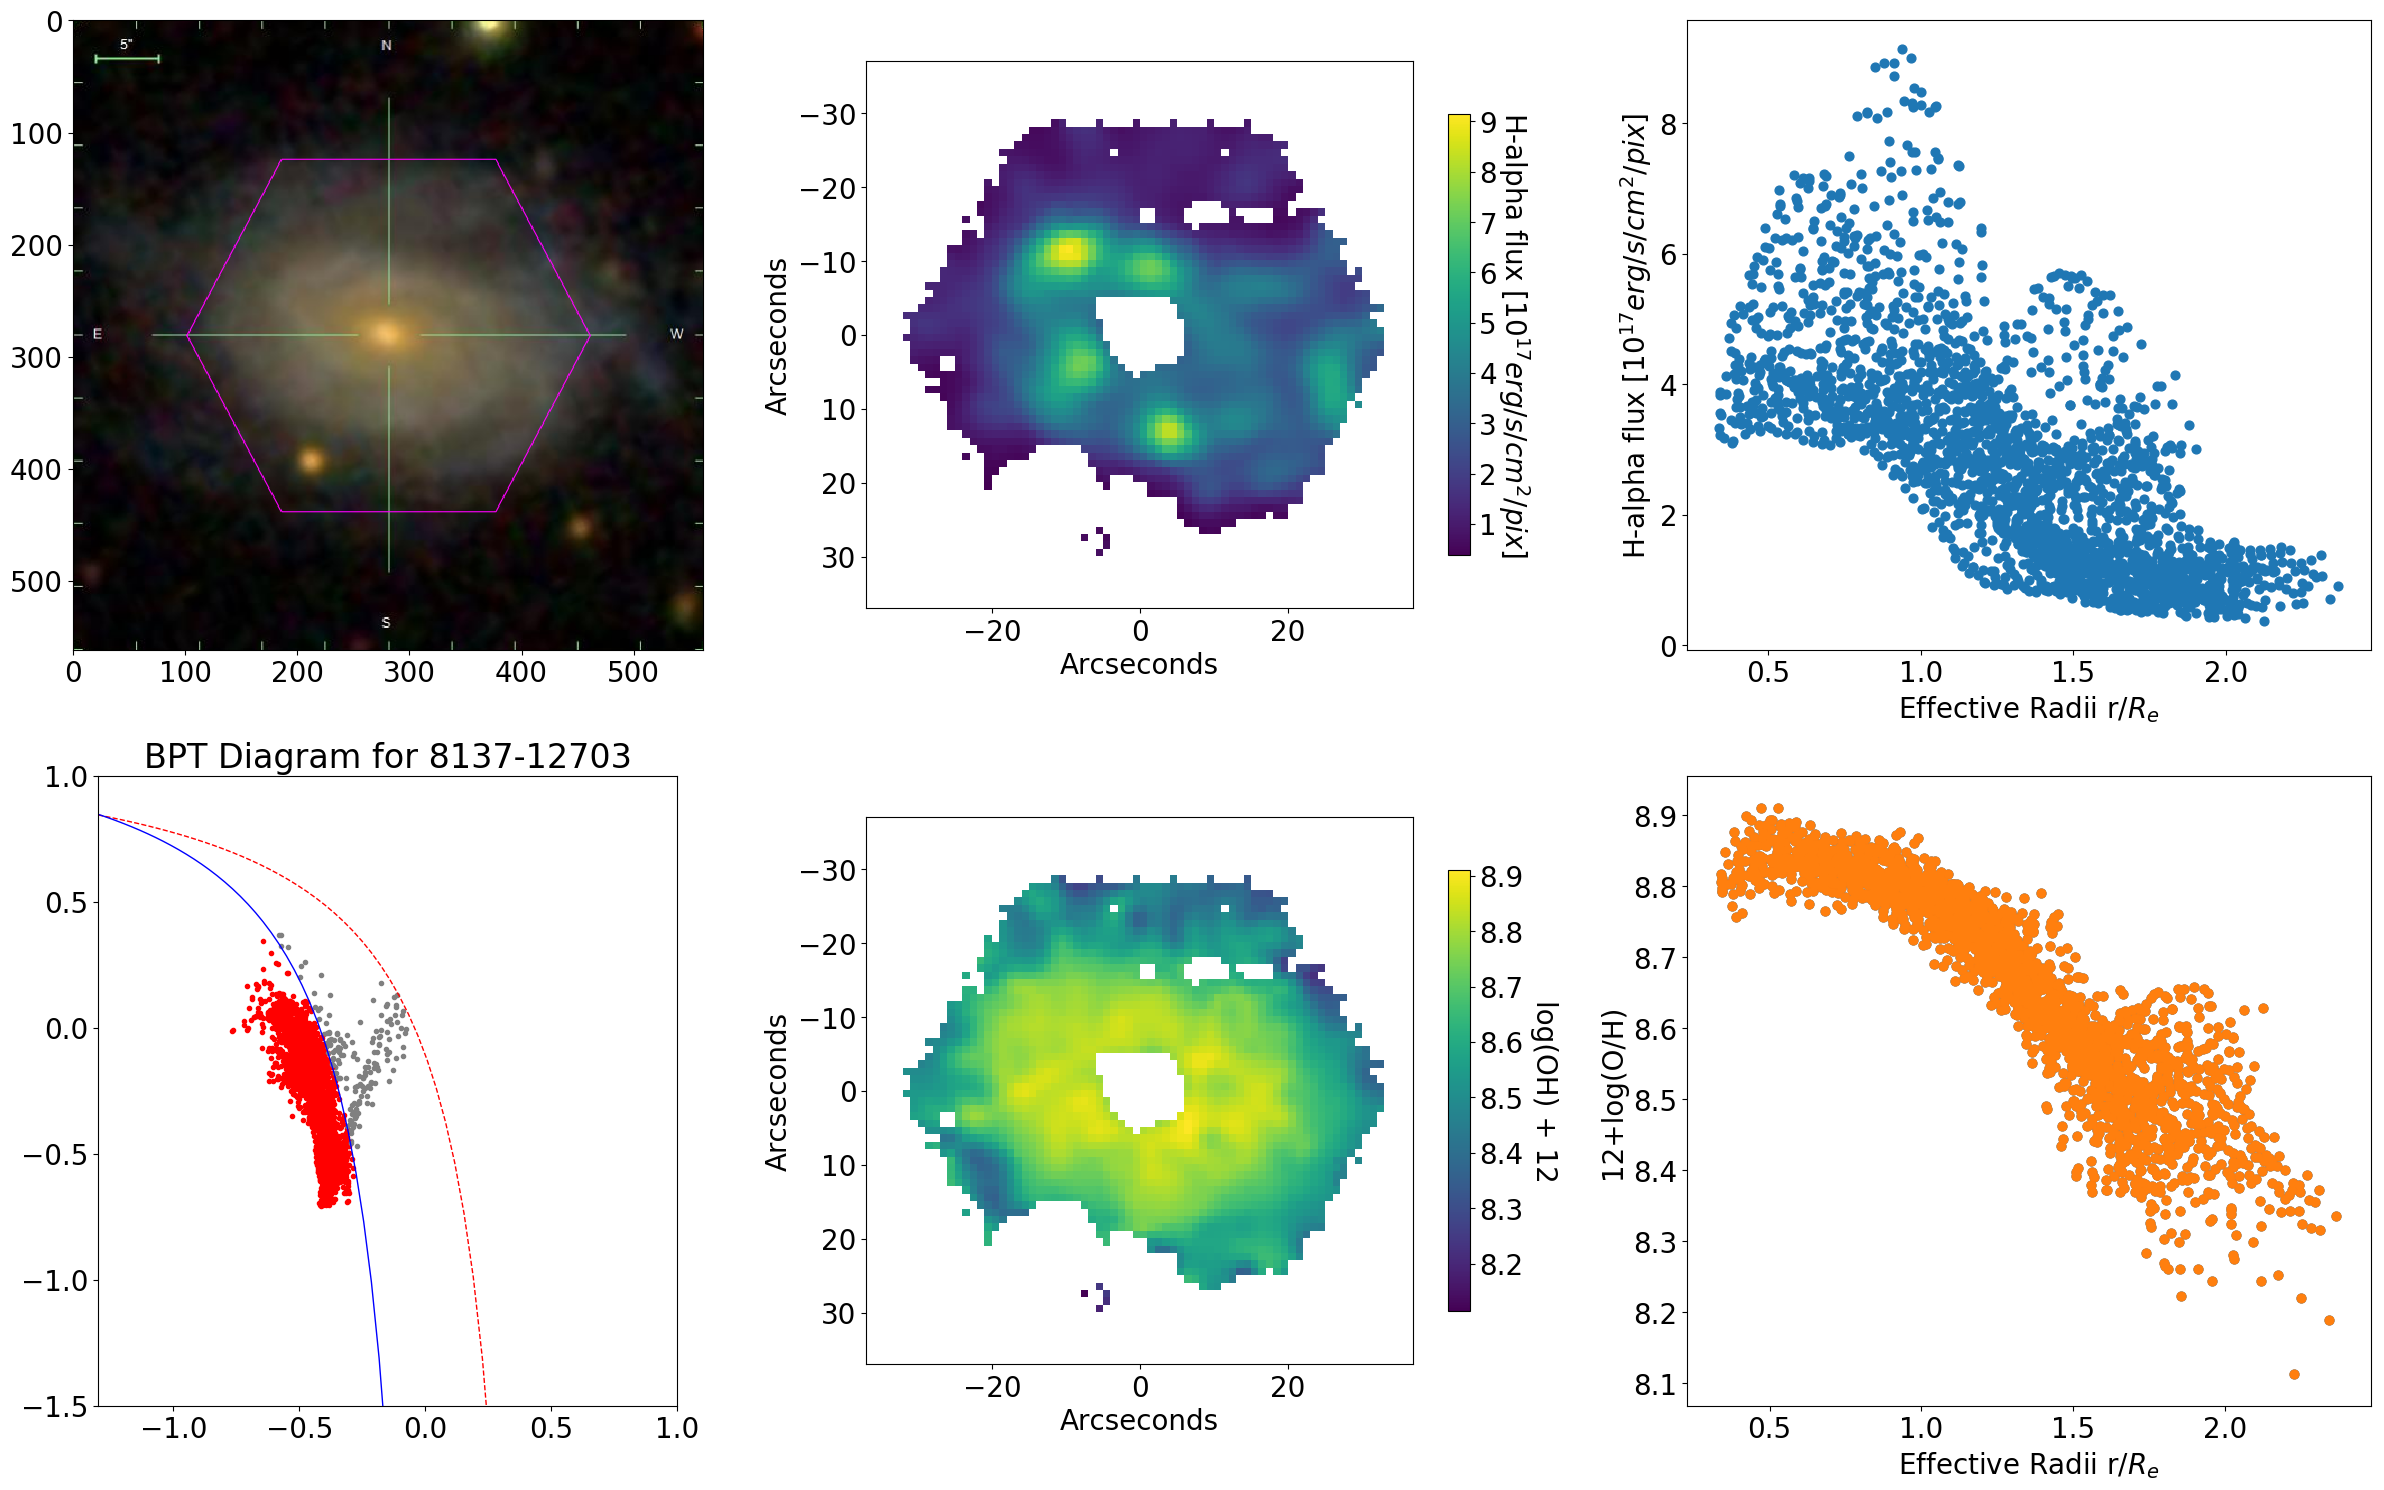 5"
N
E
W
S
0
100
200
300
400
500
0 100 200 300 400 500
Arcseconds
−30
−20
−10
0
10
20
30
−20 0 20
Arcseconds
9
8
7
6
5
4
3
2
1
H-alpha flux [10^17 erg/s/cm^2/pix]
H-alpha flux [10^17 erg/s/cm^2/pix]
8
6
4
2
0
0.5 1.0 1.5 2.0
Effective Radii r/R_e
BPT Diagram for 8137-12703
1.0
0.5
0.0
−0.5
−1.0
−1.5
−1.0 −0.5 0.0 0.5 1.0
Arcseconds
−30
−20
−10
0
10
20
30
−20 0 20
Arcseconds
8.9
8.8
8.7
8.6
8.5
8.4
8.3
8.2
log(OH) + 12
12+log(O/H)
8.9
8.8
8.7
8.6
8.5
8.4
8.3
8.2
8.1
0.5 1.0 1.5 2.0
Effective Radii r/R_e